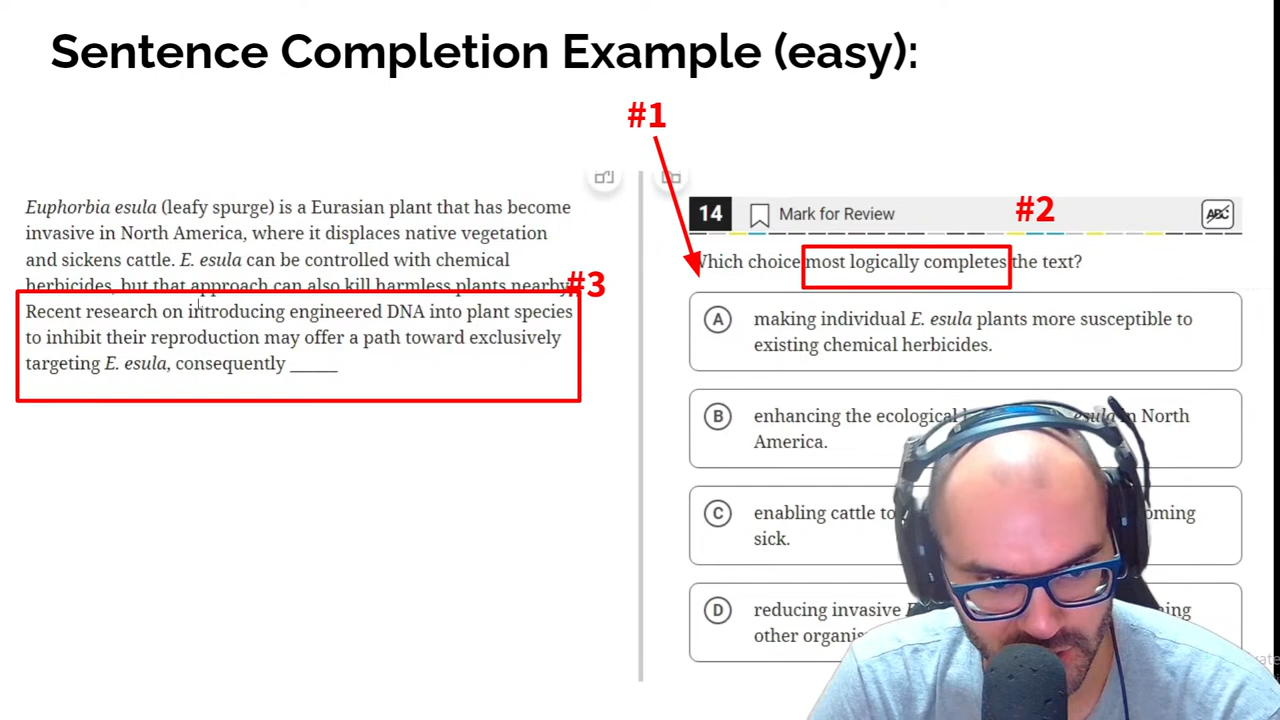 Sentence Completion Example (easy):
#1
Euphorbia esula (leafy spurge) is a Eurasian plant that has become
invasive in North America, where it displaces native vegetation
and sickens cattle. E. esula can be controlled with chemical
herbicides, but that approach can also kill harmless plants nearby.
#3
Recent research on introducing engineered DNA into plant species
to inhibit their reproduction may offer a path toward exclusively
targeting E. esula, consequently ______
14 Mark for Review
#2
ABC
Which choice most logically completes the text?
A making individual E. esula plants more susceptible to
existing chemical herbicides.
B enhancing the ecological esula in North
America.
C enabling cattle to
sick.
D reducing invasive
other